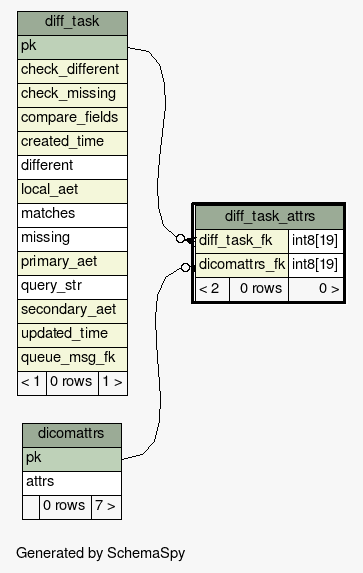 diff_task
pk
check_different
check_missing
compare_fields
created_time
different
local_aet
matches
missing
primary_aet
query_str
secondary_aet
updated_time
queue_msg_fk
< 1 0 rows 1 >
diff_task_attrs
diff_task_fk int8[19]
dicomattrs_fk int8[19]
< 2 0 rows 0 >
dicomattrs
pk
attrs
0 rows 7 >
Generated by SchemaSpy